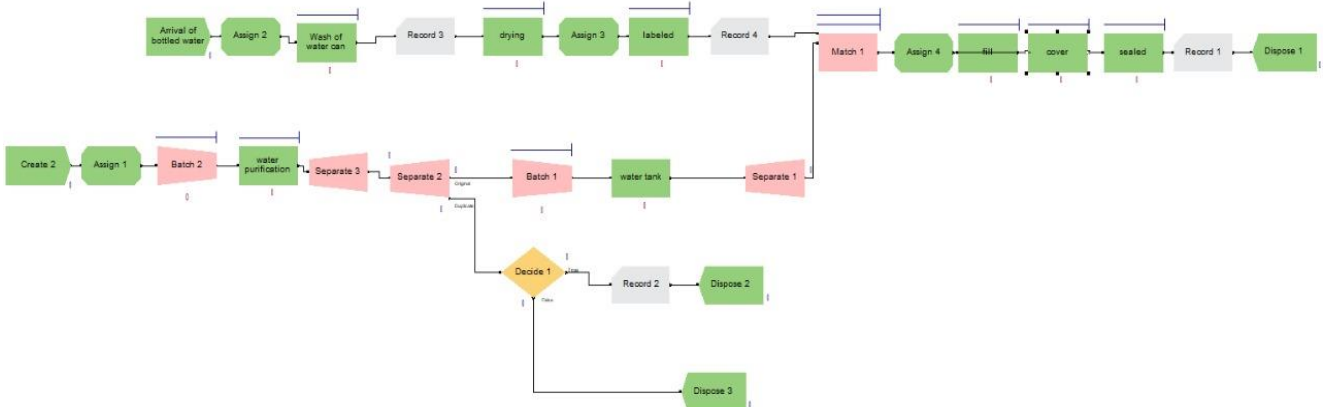 Arrival of
bottled water
Assign 2
Wash of
water can
Record 3
drying
Assign 3
labeled
Record 4
Match 1
Assign 4
fill
cover
sealed
Record 1
Dispose 1
Create 2
Assign 1
Batch 2
water
purification
Separate 3
Separate 2
Original
Duplicate
Batch 1
water tank
Separate 1
Decide 1
True
False
Record 2
Dispose 2
Dispose 3